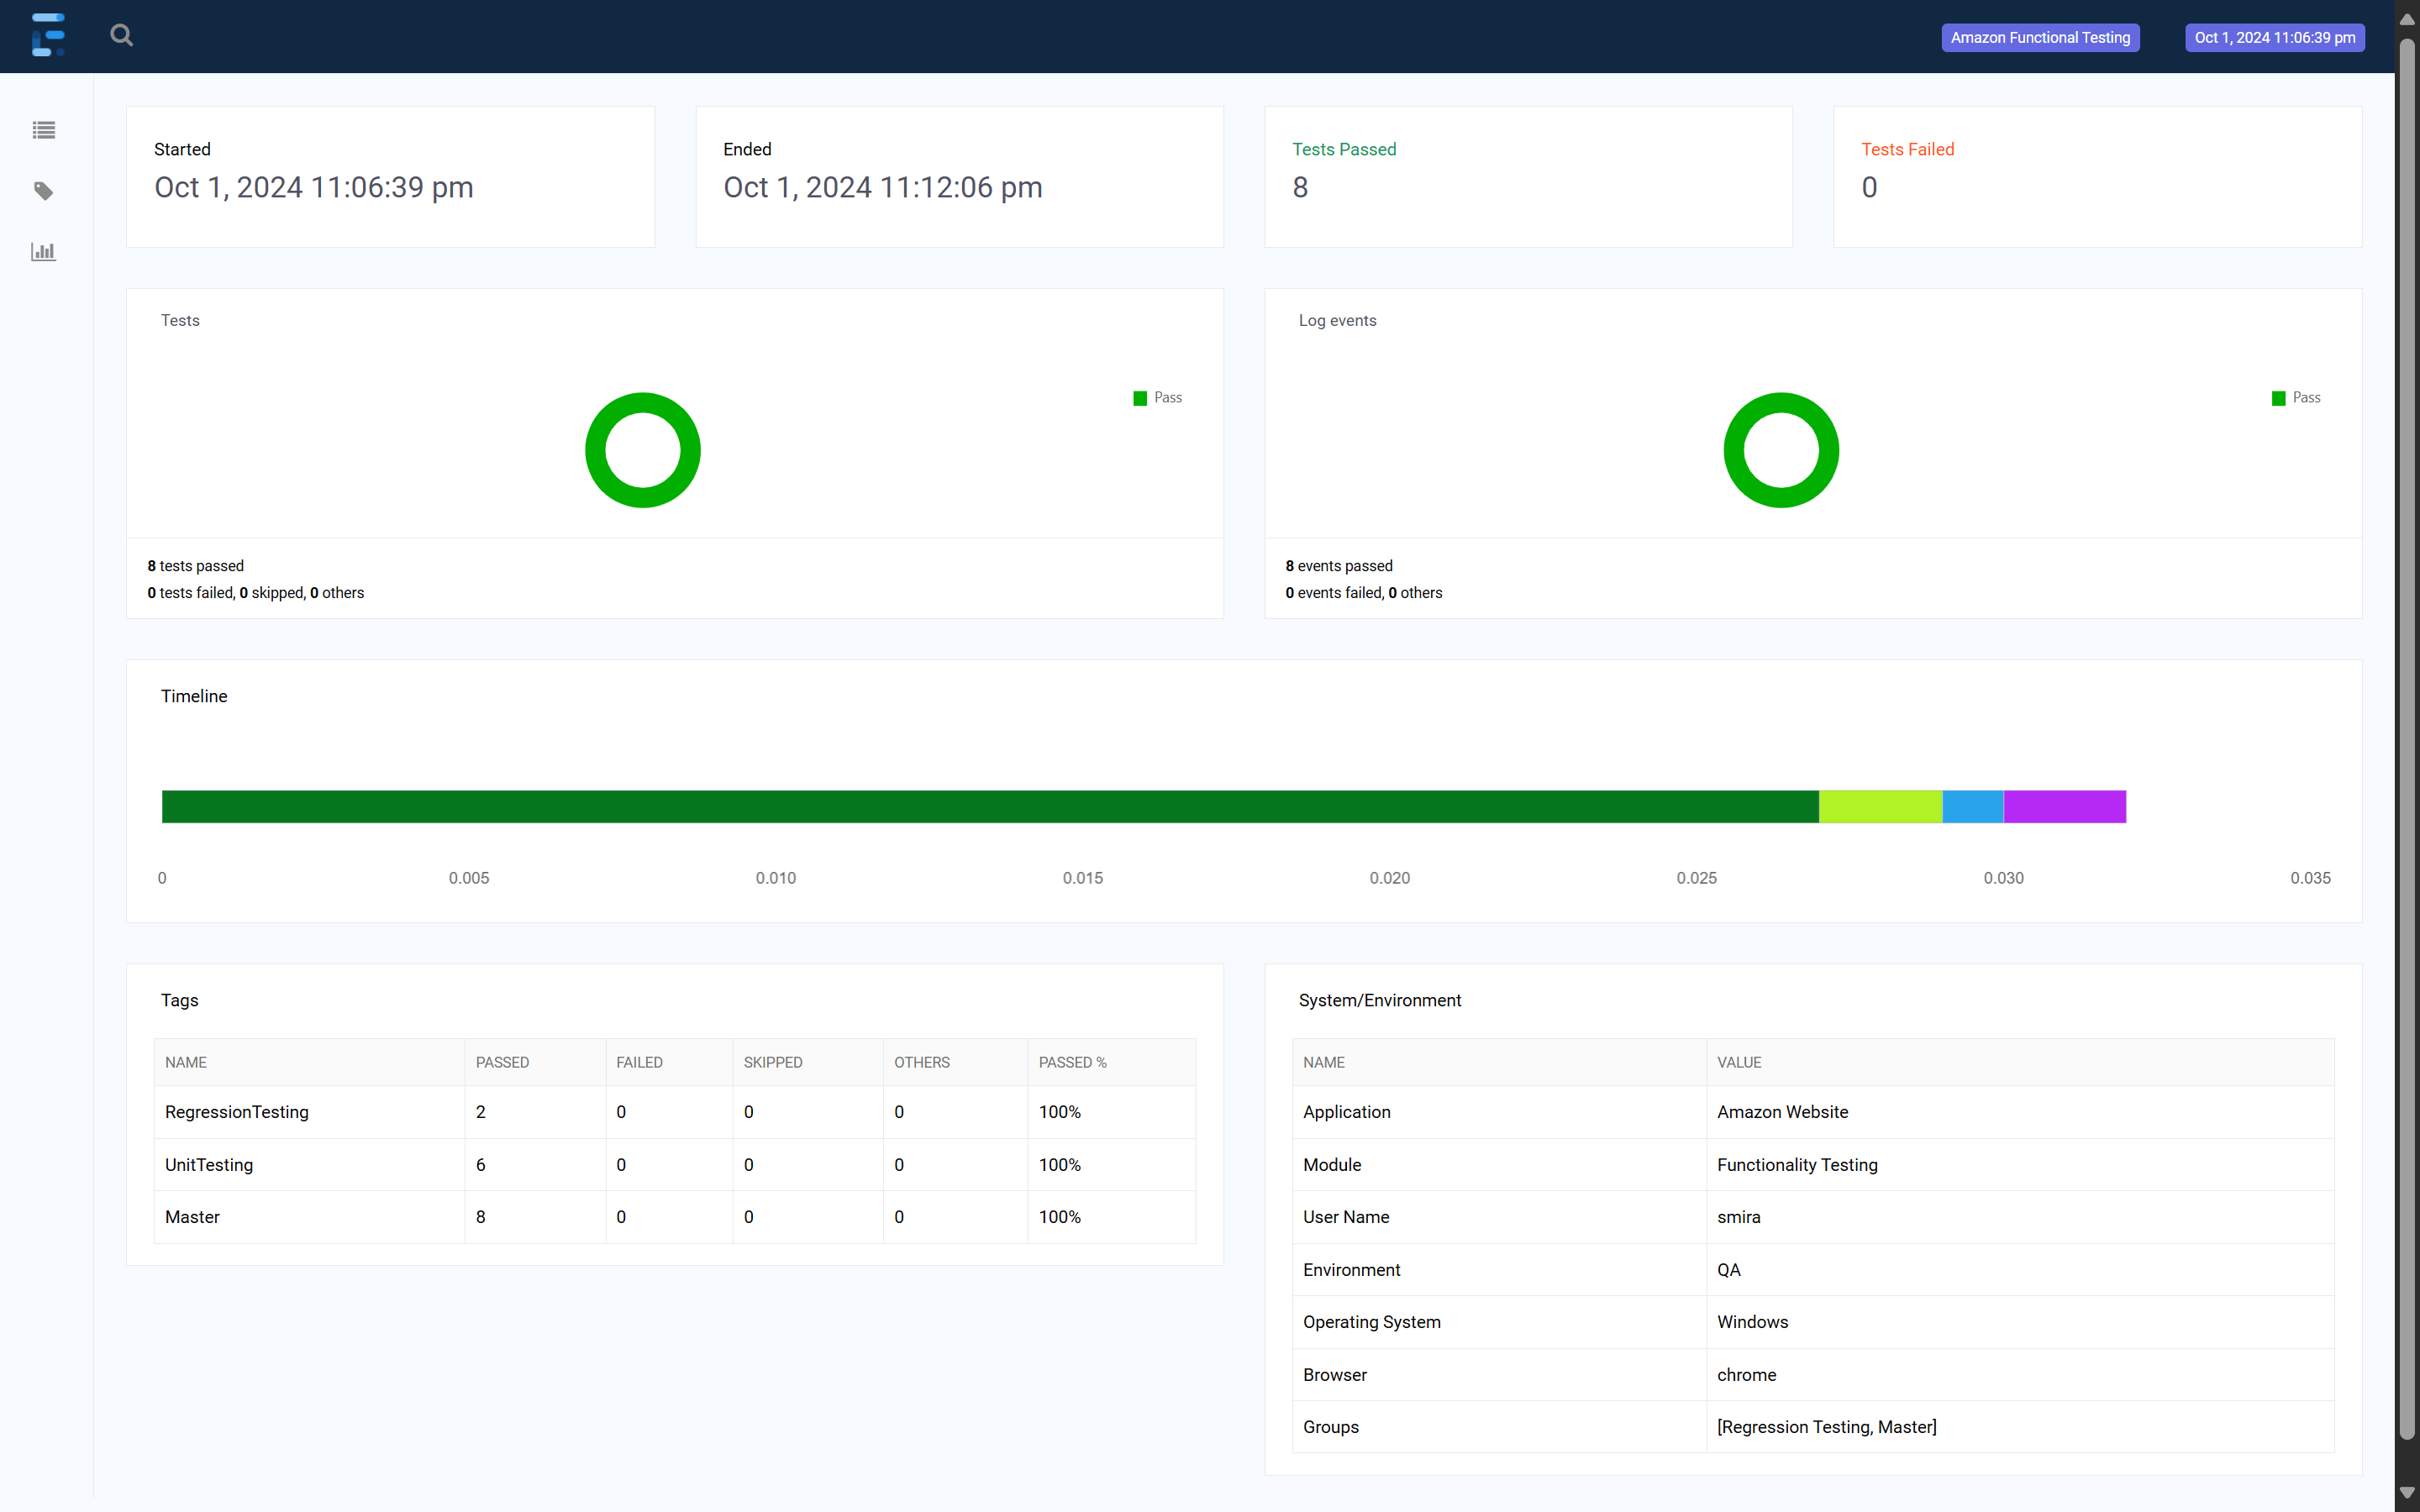 Amazon Functional Testing Oct 1, 2024 11:06:39 pm
Started
Oct 1, 2024 11:06:39 pm
Ended
Oct 1, 2024 11:12:06 pm
Tests Passed
8
Tests Failed
0
Tests
Pass
8 tests passed
0 tests failed, 0 skipped, 0 others
Log events
Pass
8 events passed
0 events failed, 0 others
Timeline
0 0.005 0.010 0.015 0.020 0.025 0.030 0.035
Tags
NAME PASSED FAILED SKIPPED OTHERS PASSED %
RegressionTesting 2 0 0 0 100%
UnitTesting 6 0 0 0 100%
Master 8 0 0 0 100%
System/Environment
NAME VALUE
Application Amazon Website
Module Functionality Testing
User Name smira
Environment QA
Operating System Windows
Browser chrome
Groups [Regression Testing, Master]